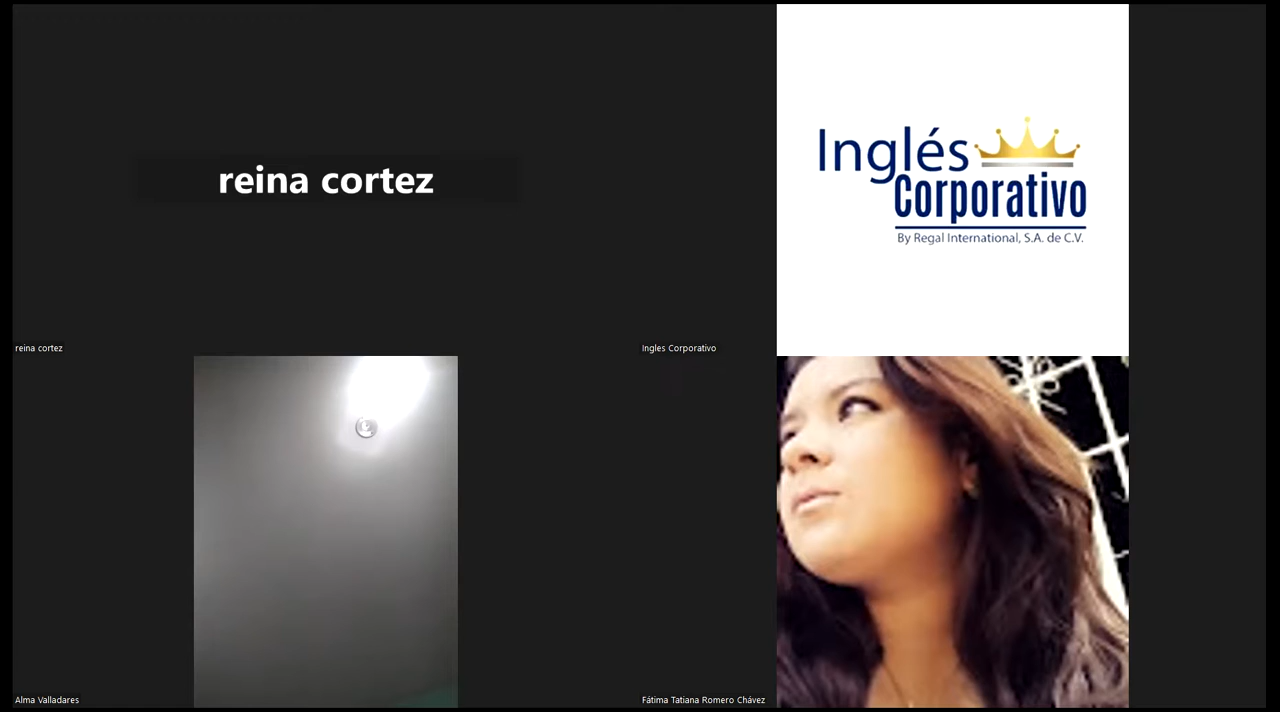 reina cortez
Inglés
Corporativo
By Regal International, S.A. de C.V.
reina cortez
Ingles Corporativo
Alma Valladares
Fátima Tatiana Romero Chávez